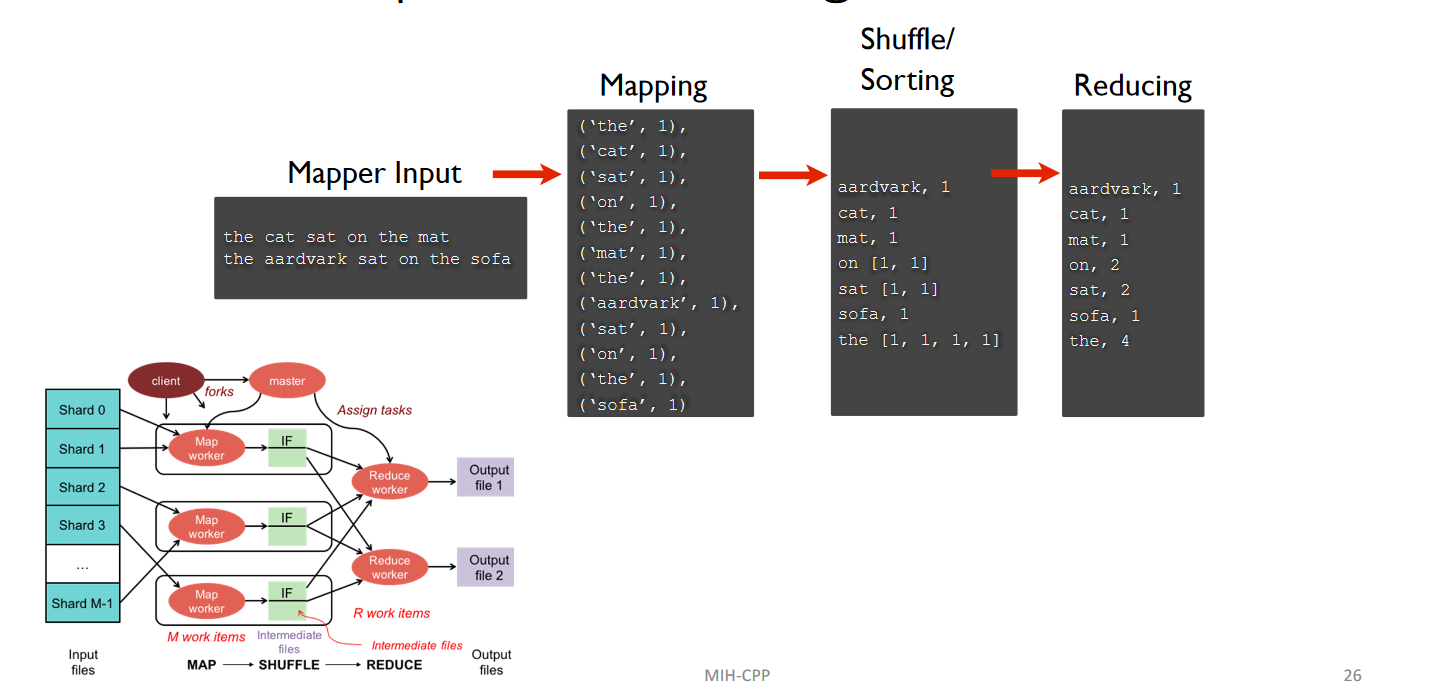 Shuffle/
Sorting
Mapping
Reducing
Mapper Input
the cat sat on the mat
the aardvark sat on the sofa
(‘the’, 1),
(‘cat’, 1),
(‘sat’, 1),
(‘on’, 1),
(‘the’, 1),
(‘mat’, 1),
(‘the’, 1),
(‘aardvark’, 1),
(‘sat’, 1),
(‘on’, 1),
(‘the’, 1),
(‘sofa’, 1)
aardvark, 1
cat, 1
mat, 1
on [1, 1]
sat [1, 1]
sofa, 1
the [1, 1, 1, 1]
aardvark, 1
cat, 1
mat, 1
on, 2
sat, 2
sofa, 1
the, 4
client
forks
master
Assign tasks
Shard 0
Shard 1
Shard 2
Shard 3
...
Shard M-1
Map
worker
IF
Map
worker
IF
Map
worker
IF
Reduce
worker
Reduce
worker
Output
file 1
Output
file 2
R work items
M work items
Intermediate
files
Intermediate files
Input
files
MAP
SHUFFLE
REDUCE
Output
files
MIH-CPP
26